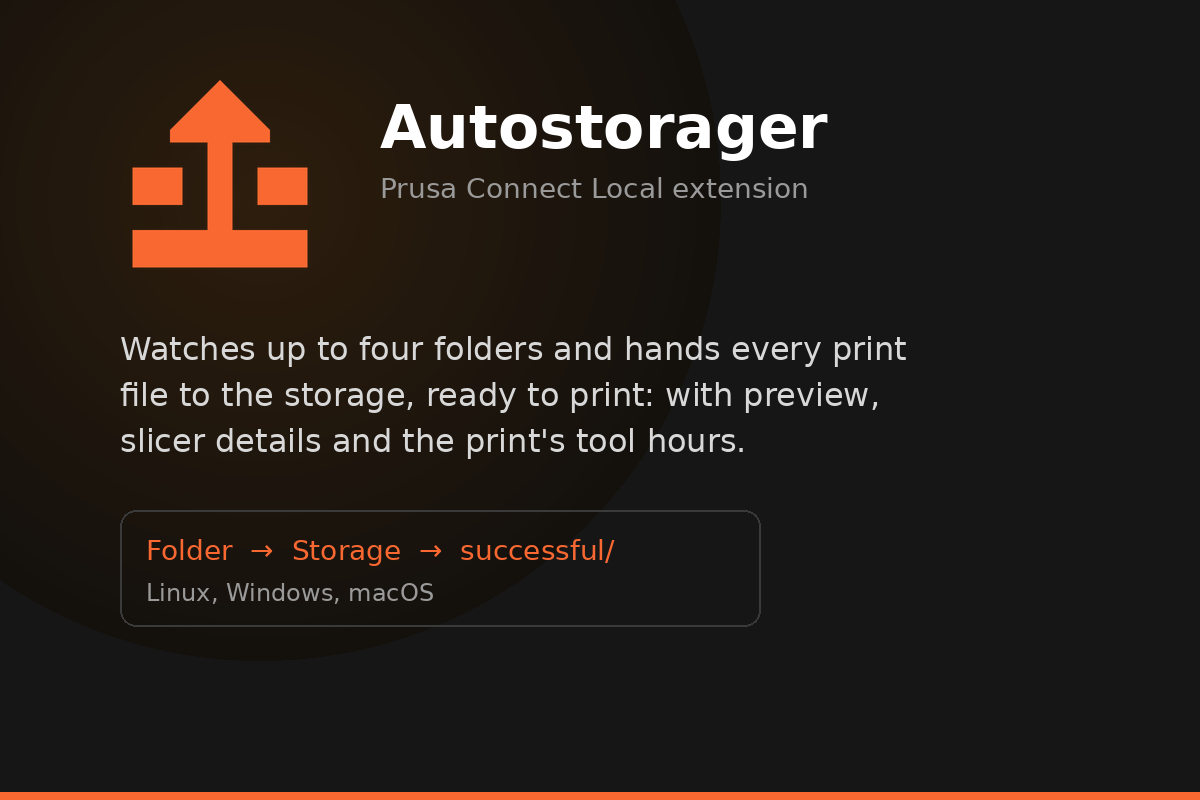 Autostorager
Prusa Connect Local extension
Watches up to four folders and hands every print
file to the storage, ready to print: with preview,
slicer details and the print's tool hours.
Folder → Storage → successful/
Linux, Windows, macOS